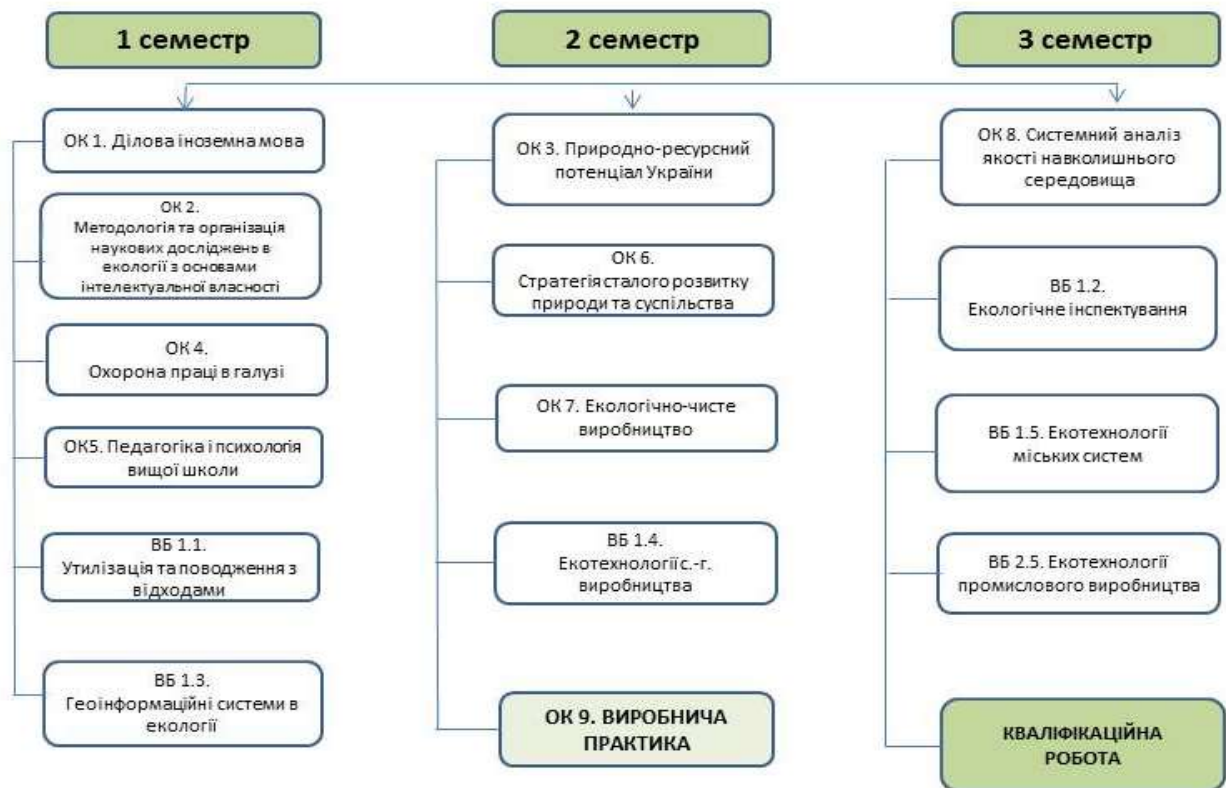 1 семестр
2 семестр
3 семестр
ОК 1. Ділова іноземна мова
ОК 2.
Методологія та організація
наукових досліджень в
екології з основами
інтелектуальної власності
ОК 4.
Охорона праці в галузі
ОК5. Педагогіка і психологія
вищої школи
ВБ 1.1.
Утилізація та поводження з
відходами
ВБ 1.3.
Геоінформаційні системи в
екології
ОК 3. Природно-ресурсний
потенціал України
ОК 6.
Стратегія сталого розвитку
природи та суспільства
ОК 7. Екологічно-чисте
виробництво
ВБ 1.4.
Екотехнології с.-г.
виробництва
ОК 9. ВИРОБНИЧА
ПРАКТИКА
ОК 8. Системний аналіз
якості навколишнього
середовища
ВБ 1.2.
Екологічне інспектування
ВБ 1.5. Екотехнології
міських систем
ВБ 2.5. Екотехнології
промислового виробництва
КВАЛІФІКАЦІЙНА
РОБОТА